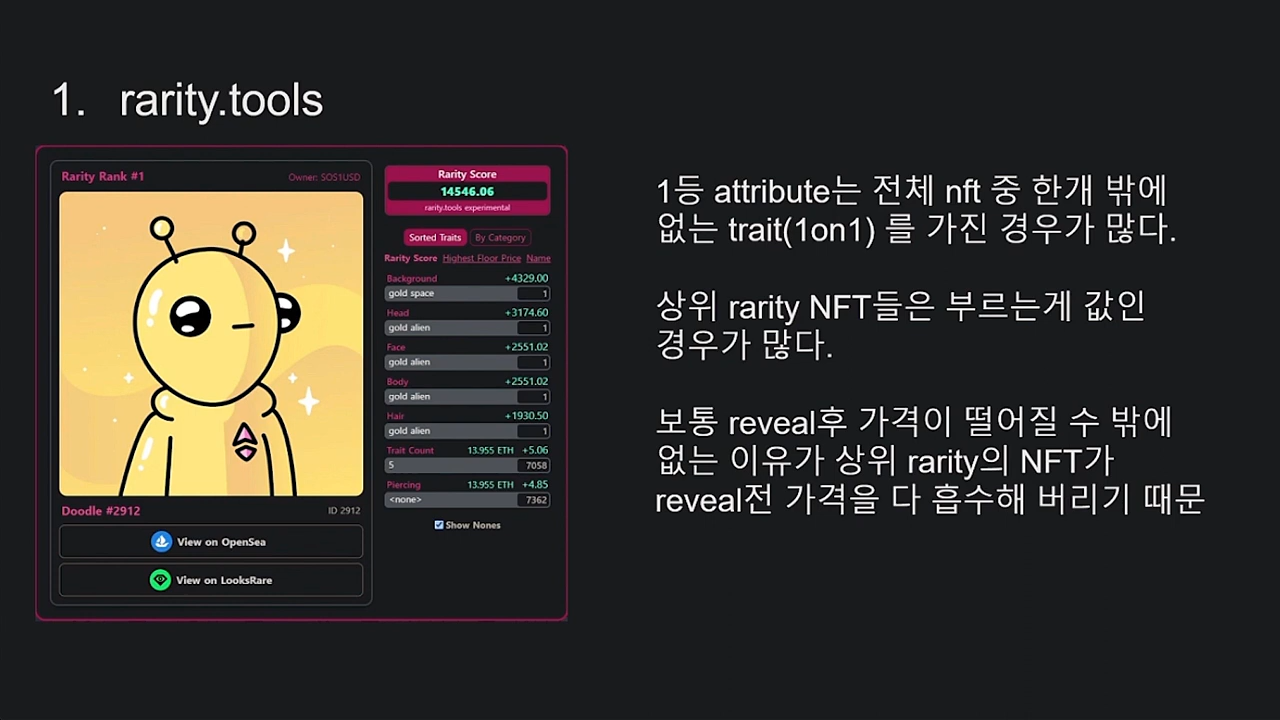 1. rarity.tools
Rarity Rank #1
Owner: SOS1USD
Doodle #2912
ID 2912
View on OpenSea
View on LooksRare
Rarity Score
14546.06
rarity.tools experimental
Sorted Traits By Category
Rarity Score Highest Floor Price Name
Background +4329.00
gold space 1
Head +3174.60
gold alien 1
Face +2551.02
gold alien 1
Body +2551.02
gold alien 1
Hair +1930.50
gold alien 1
Trait Count 13.955 ETH +5.06
5 7058
Piercing 13.955 ETH +4.85
<none> 7362
Show Nones
1등 attribute는 전체 nft 중 한개 밖에
없는 trait(1on1) 를 가진 경우가 많다.
상위 rarity NFT들은 부르는게 값인
경우가 많다.
보통 reveal후 가격이 떨어질 수 밖에
없는 이유가 상위 rarity의 NFT가
reveal전 가격을 다 흡수해 버리기 때문